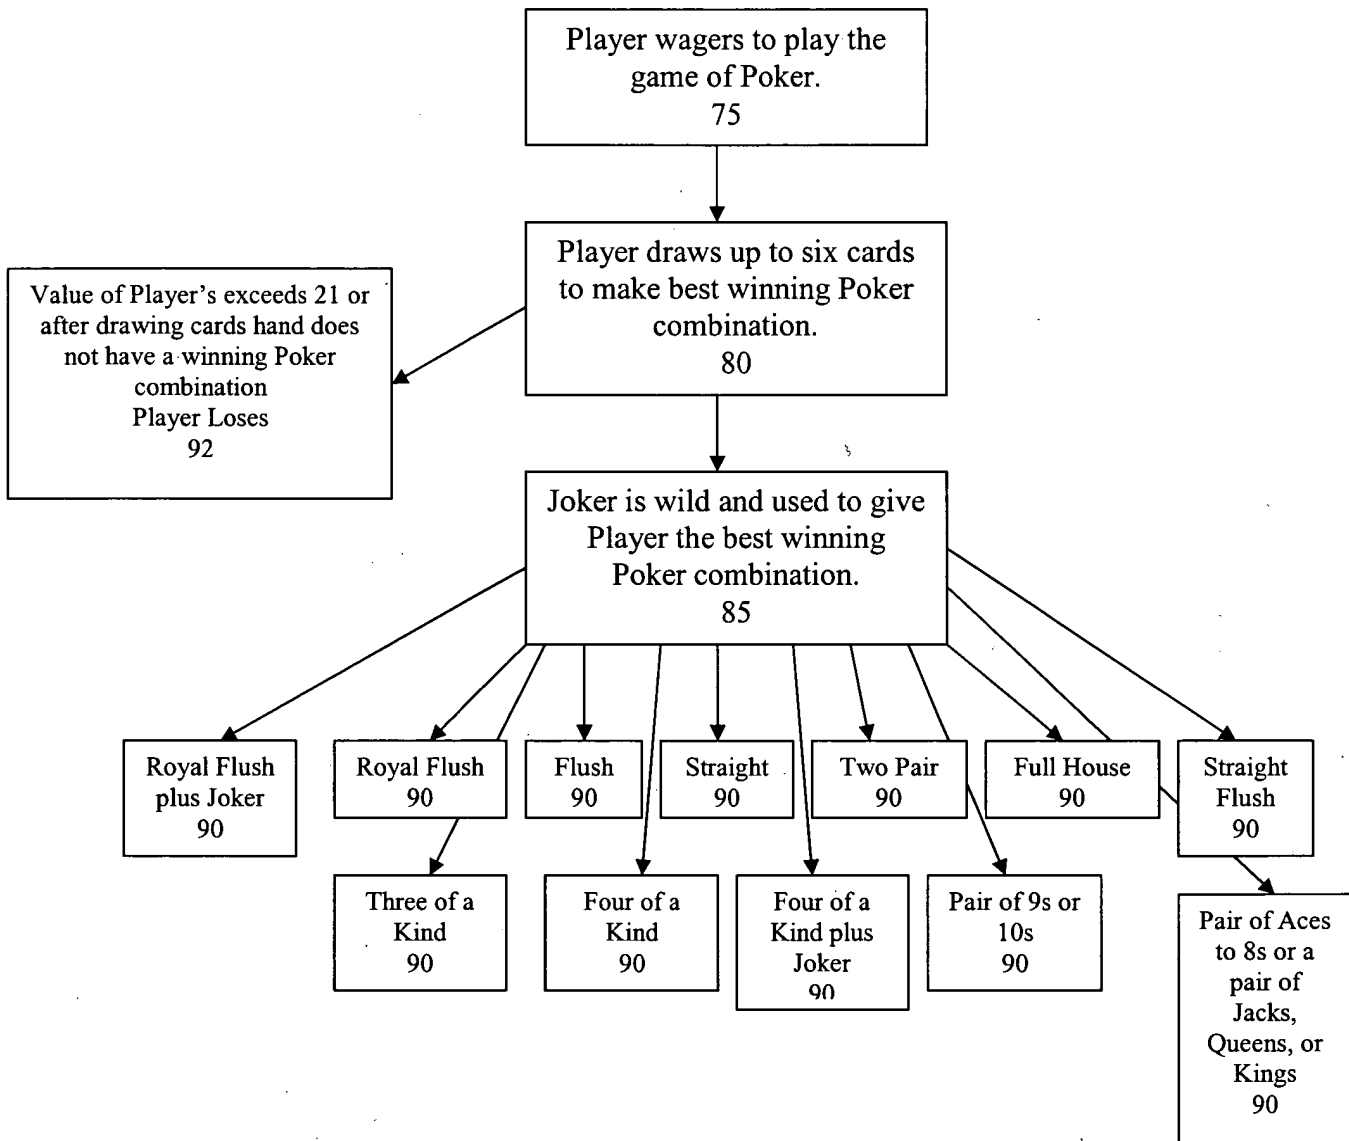 Player wagers to play the
game of Poker.
75
Player draws up to six cards
to make best winning Poker
combination.
80
Value of Player's exceeds 21 or
after drawing cards hand does
not have a winning Poker
combination
Player Loses
92
Joker is wild and used to give
Player the best winning
Poker combination.
85
Royal Flush
plus Joker
90
Royal Flush
90
Flush
90
Straight
90
Two Pair
90
Full House
90
Straight
Flush
90
Three of a
Kind
90
Four of a
Kind
90
Four of a
Kind plus
Joker
90
Pair of 9s or
10s
90
Pair of Aces
to 8s or a
pair of
Jacks,
Queens, or
Kings
90